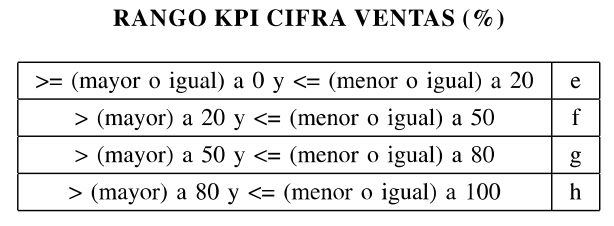 RANGO KPI CIFRA VENTAS (%)
>= (mayor o igual) a 0 y <= (menor o igual) a 20 e
> (mayor) a 20 y <= (menor o igual) a 50 f
> (mayor) a 50 y <= (menor o igual) a 80 g
> (mayor) a 80 y <= (menor o igual) a 100 h